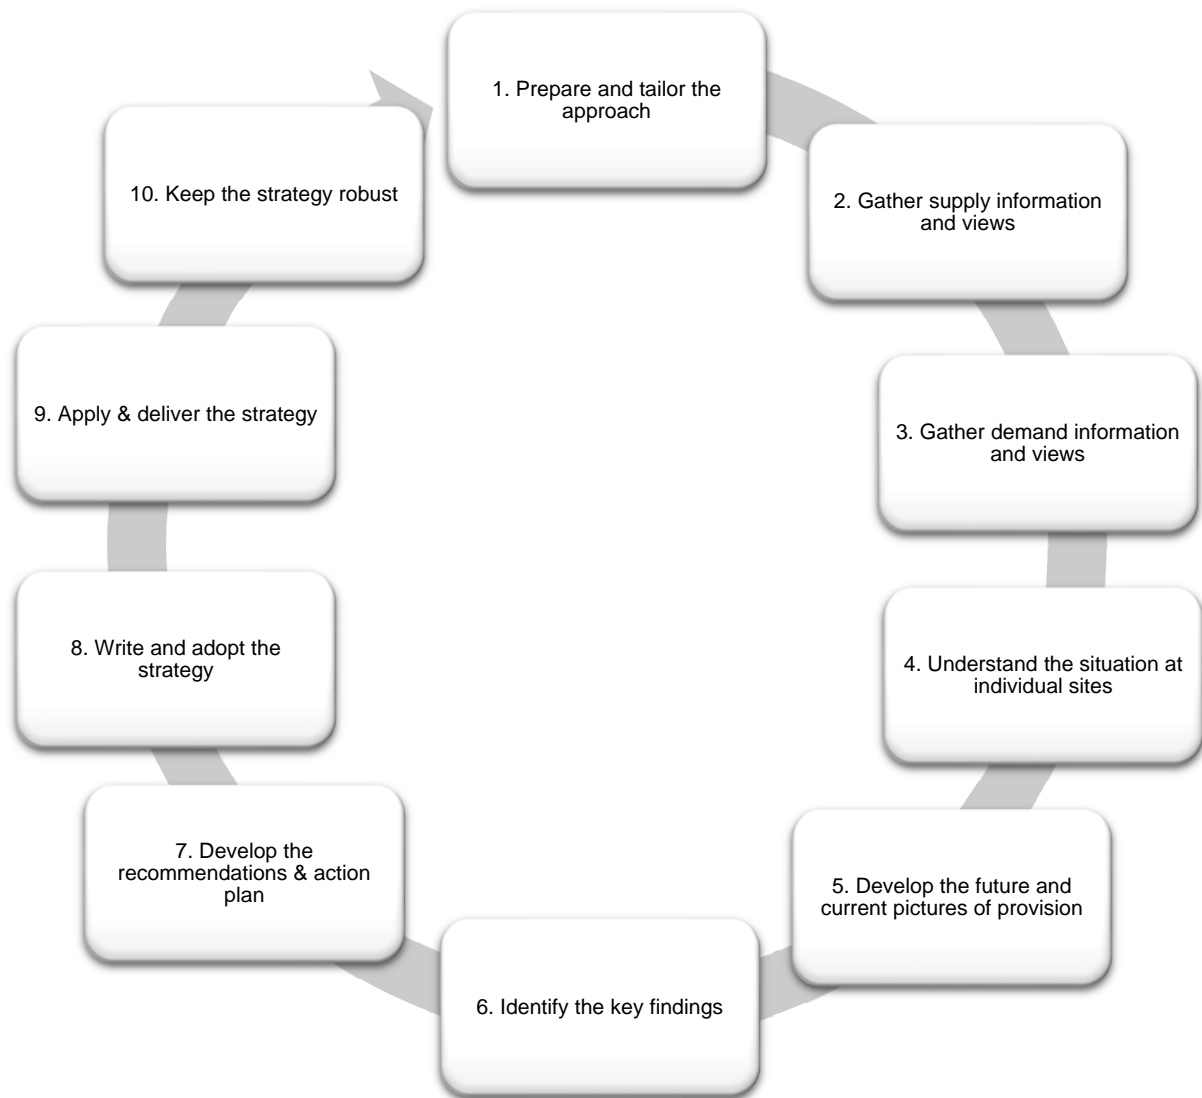 1. Prepare and tailor the
approach
2. Gather supply information
and views
3. Gather demand information
and views
4. Understand the situation at
individual sites
5. Develop the future and
current pictures of provision
6. Identify the key findings
7. Develop the
recommendations & action
plan
8. Write and adopt the
strategy
9. Apply & deliver the strategy
10. Keep the strategy robust